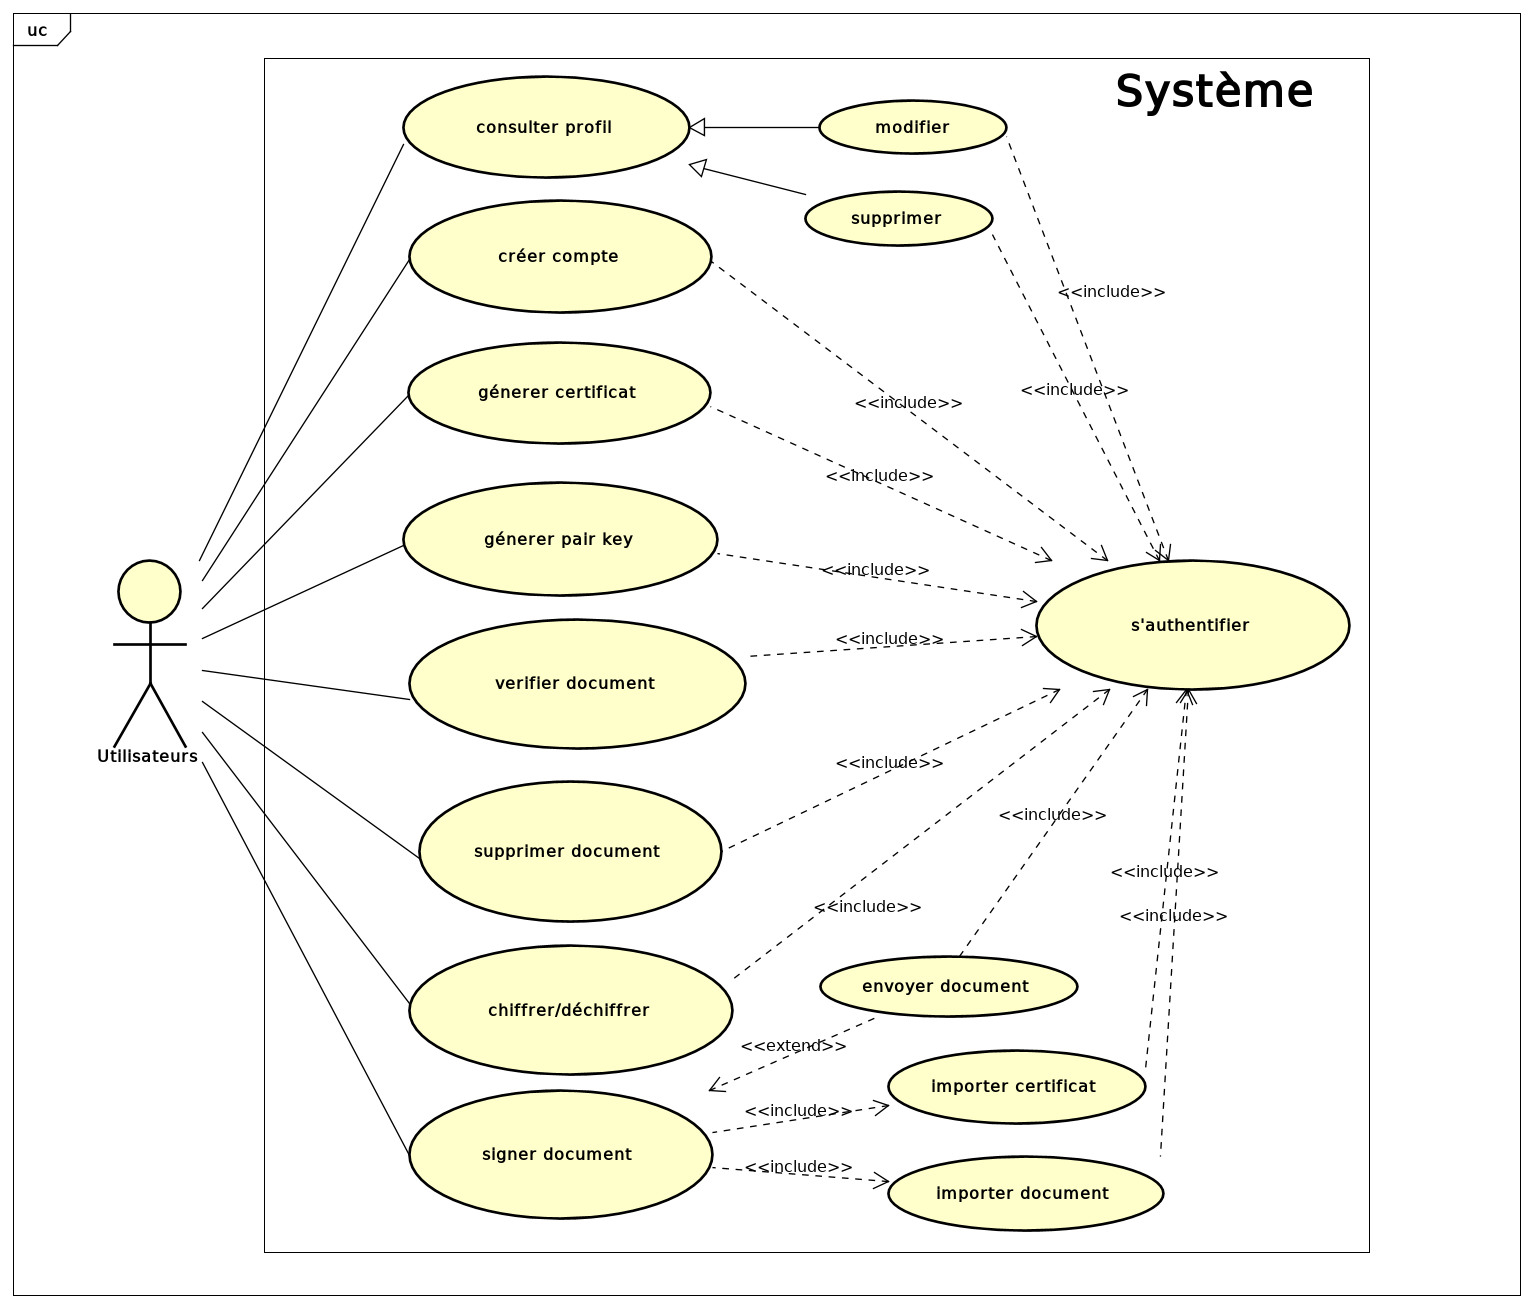 uc
Système
consulter profil
modifier
supprimer
créer compte
<<include>>
génerer certificat
<<include>>
<<include>>
<<include>>
génerer pair key
<<include>>
s'authentifier
<<include>>
verifier document
Utilisateurs
<<include>>
<<include>>
supprimer document
<<include>>
<<include>>
<<include>>
envoyer document
chiffrer/déchiffrer
<<extend>>
importer certificat
<<include>>
signer document
<<include>>
importer document